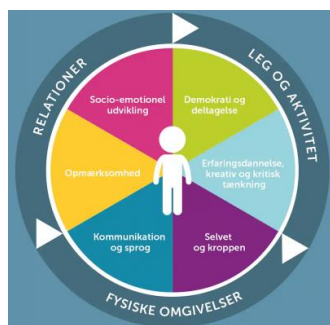 RELATIONER
LEG OG AKTIVITET
Socio-emotionel
udvikling
Demokrati og
deltagelse
Opmærksomhed
Erfaringsdannelse,
kreativ og kritisk
tænkning
Kommunikation
og sprog
Selvet
og kroppen
FYSISKE OMGIVELSER